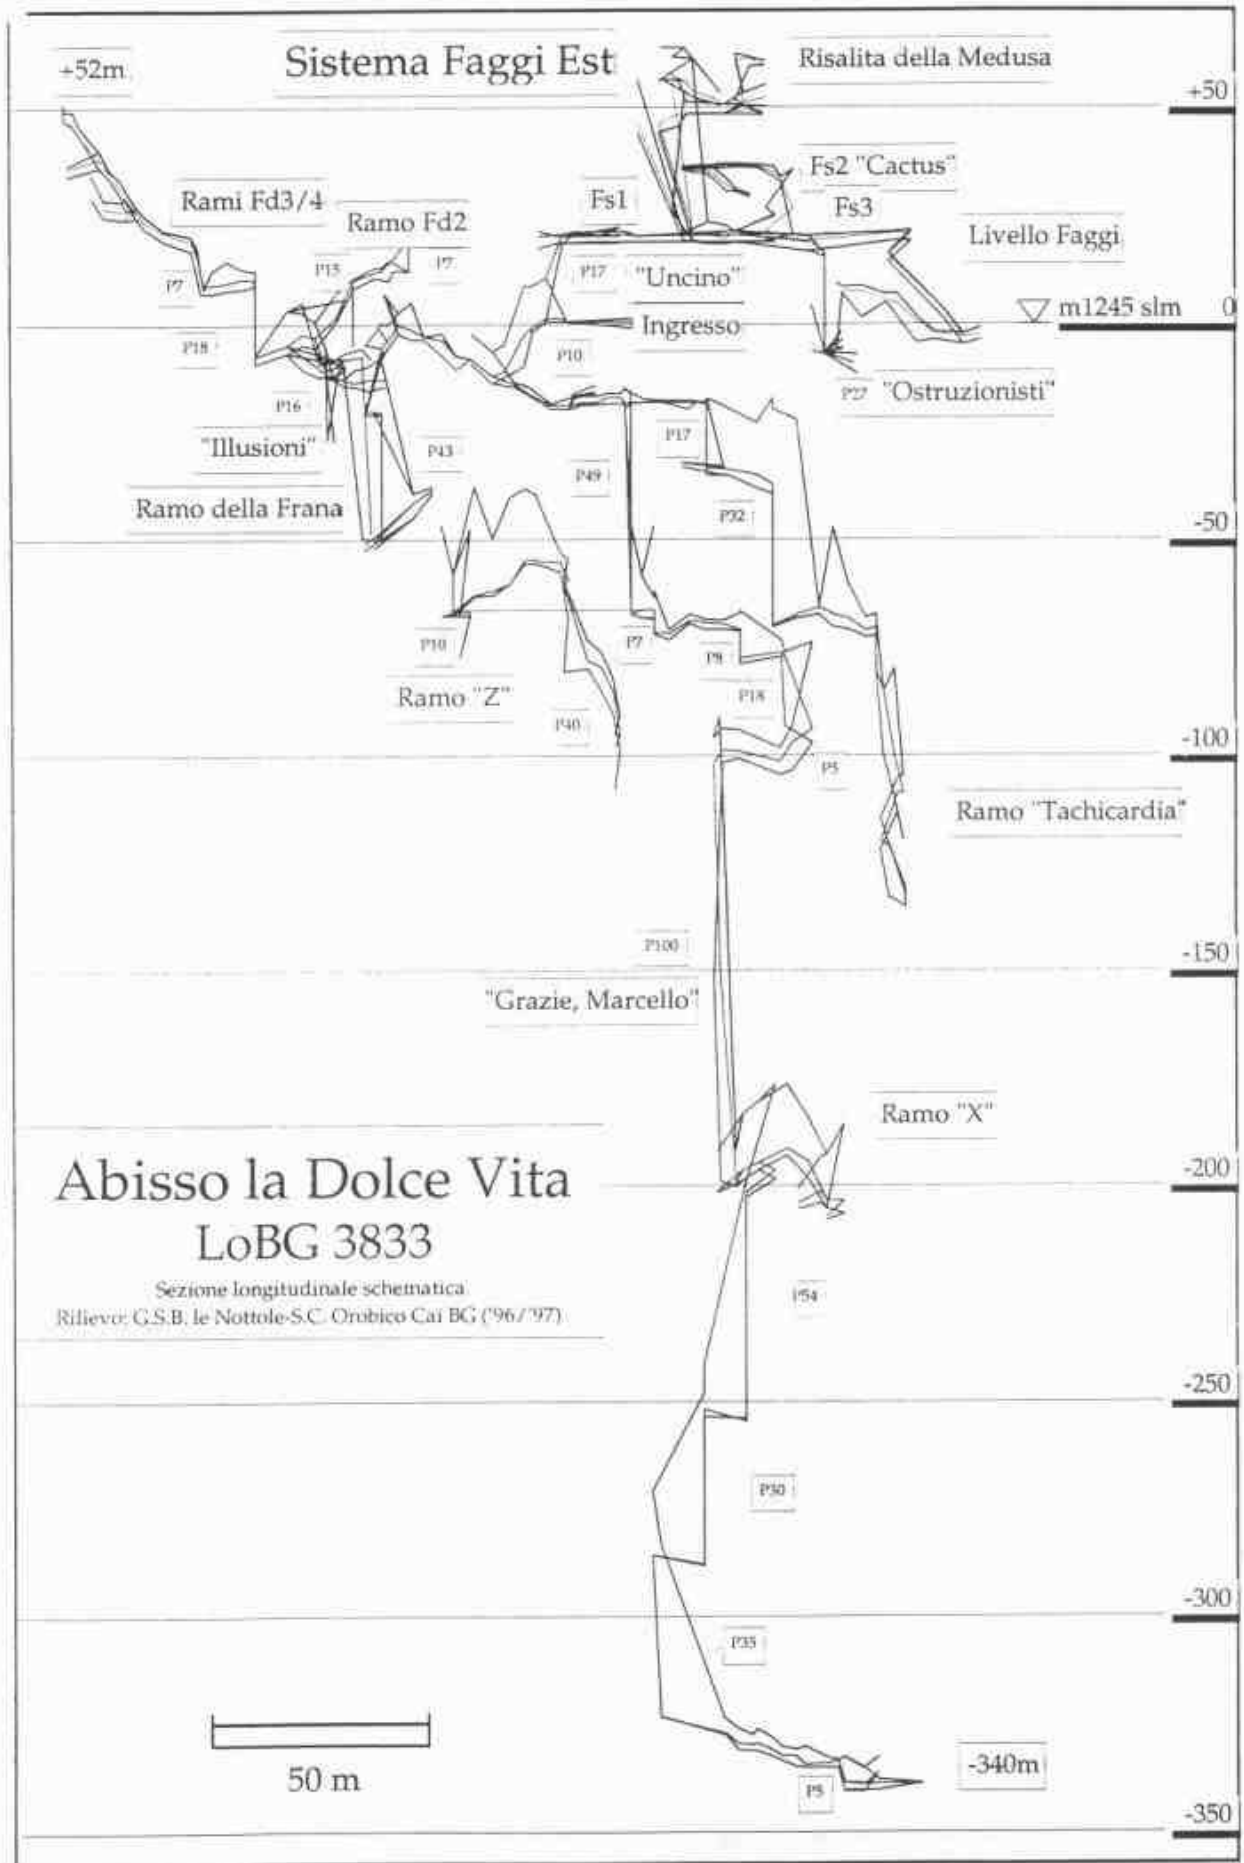 Sistema Faggi Est
+52m
Risalita della Medusa
+50
Fs2 "Cactus"
Rami Fd3/4
Fs1
Fs3
Ramo Fd2
Livello Faggi
P15
P7
P17
"Uncino"
P7
m1245 slm
0
Ingresso
P18
P10
P27
"Ostruzionisti"
P16
P17
"Illusioni"
P43
P49
Ramo della Frana
P32
-50
P10
P7
P8
Ramo "Z"
P18
P40
-100
P5
Ramo "Tachicardia"
P100
-150
"Grazie, Marcello"
Ramo "X"
Abisso la Dolce Vita
-200
LoBG 3833
Sezione longitudinale schematica
P54
Rilievo: G.S.B. le Nottole-S.C. Orobico Cai BG ('96/'97)
-250
P30
-300
P35
50 m
-340m
P5
-350